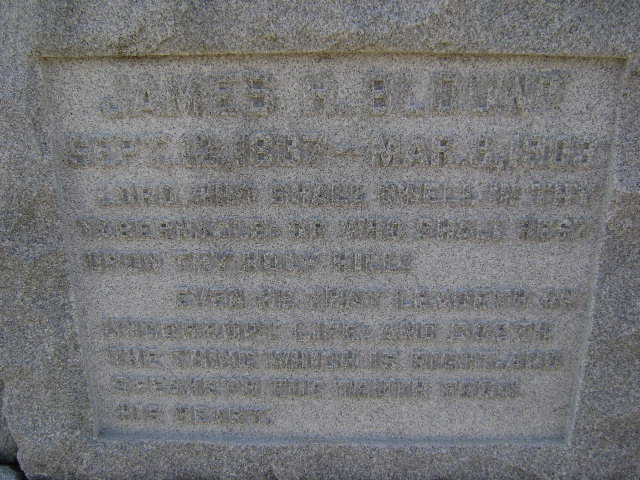 JAMES H. BLOUNT
SEPT. 12, 1837 — MAR. 8, 1903
LORD WHO SHALL DWELL IN THY
TABERNACLE: OR WHO SHALL REST
UPON THY HOLY HILL?
EVEN HE THAT LEADETH AN
UNCORRUPT LIFE: AND DOETH
THE THING WHICH IS RIGHT, AND
SPEAKETH THE TRUTH FROM
HIS HEART.